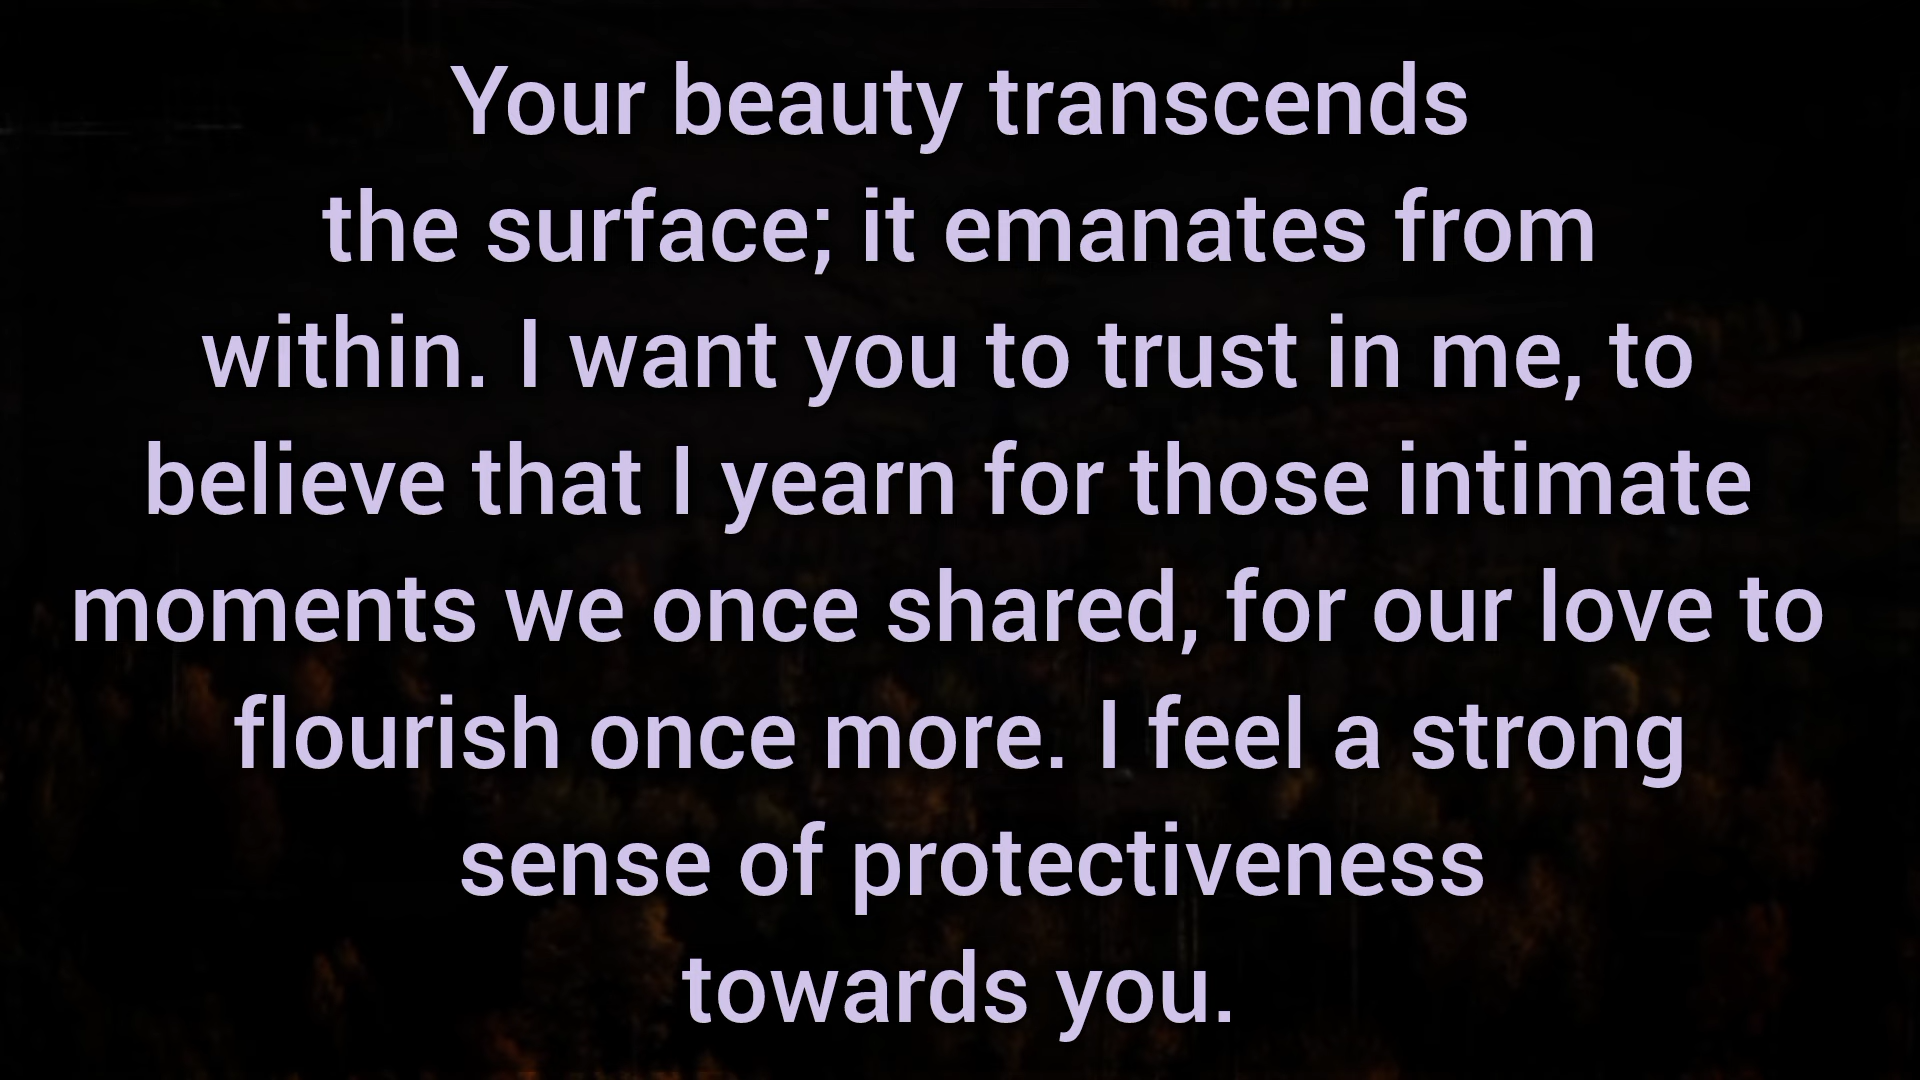 Your beauty transcends
the surface; it emanates from
within. I want you to trust in me, to
believe that I yearn for those intimate
moments we once shared, for our love to
flourish once more. I feel a strong
sense of protectiveness
towards you.